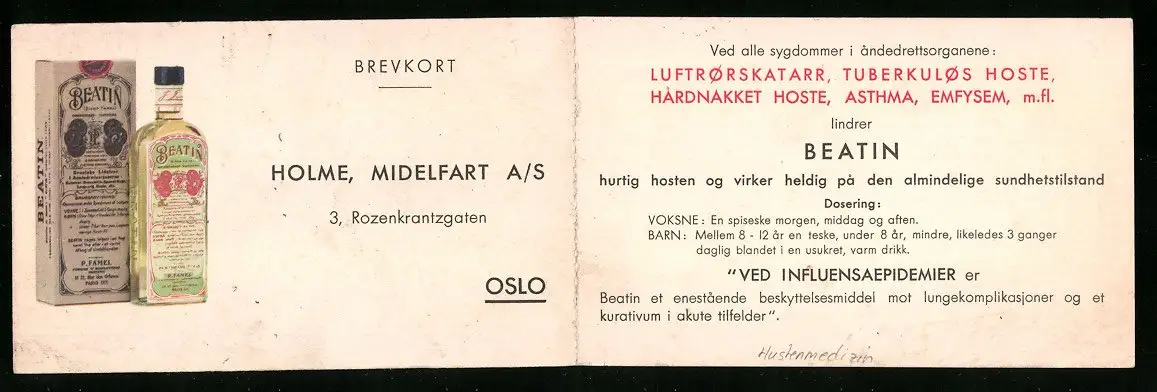 BEATIN
BEATIN
P. FAMEL
BEATIN
P. FAMEL
BREVKORT
HOLME, MIDELFART A/S
3, Rozenkrantzgaten
OSLO
Ved alle sygdommer i åndedrettsorganene:
LUFTRØRSKATARR, TUBERKULØS HOSTE,
HÅRDNAKKET HOSTE, ASTHMA, EMFYSEM, m.fl.
lindrer
BEATIN
hurtig hosten og virker heldig på den almindelige sundhetstilstand
Dosering:
VOKSNE: En spiseske morgen, middag og aften.
BARN: Mellem 8 - 12 år en teske, under 8 år, mindre, likeledes 3 ganger
daglig blandet i en usukret, varm drikk.
"VED INFLUENSAEPIDEMIER er
Beatin et enestående beskyttelsesmiddel mot lungekomplikasjoner og et
kurativum i akute tilfelder".
Hustenmedizin